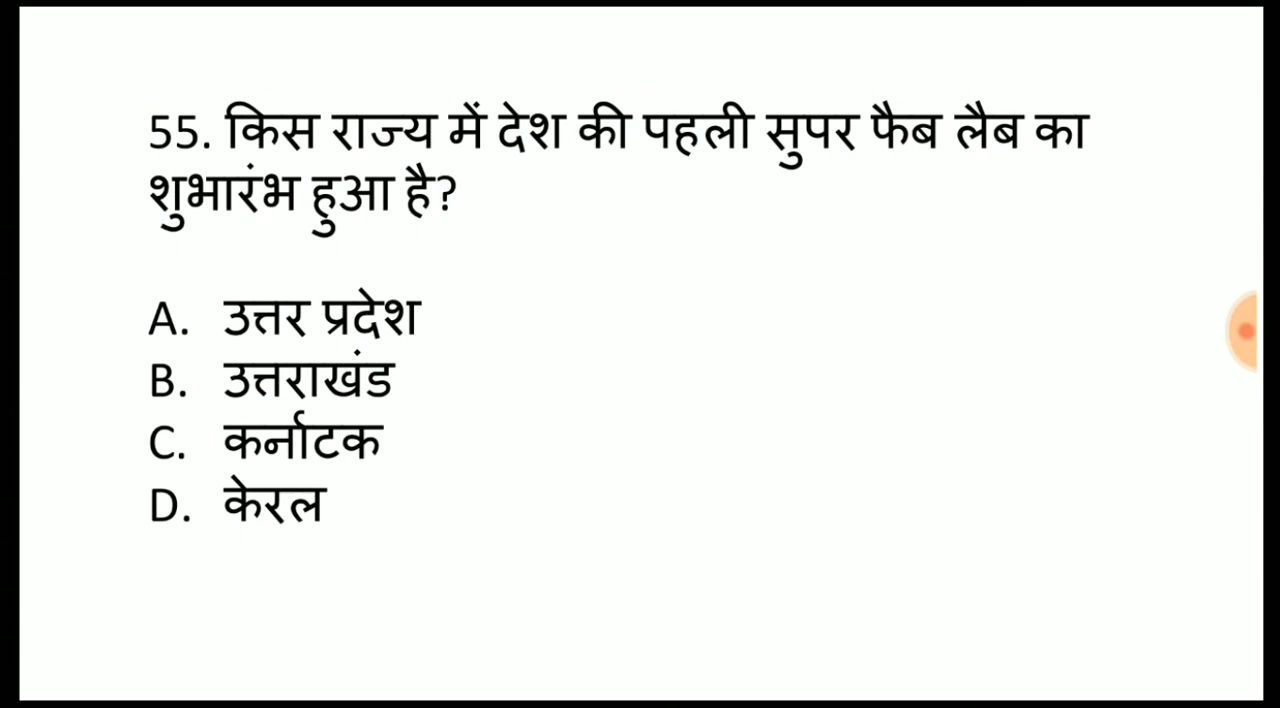 55. किस राज्य में देश की पहली सुपर फैब लैब का
शुभारंभ हुआ है?
A. उत्तर प्रदेश
B. उत्तराखंड
C. कर्नाटक
D. केरल